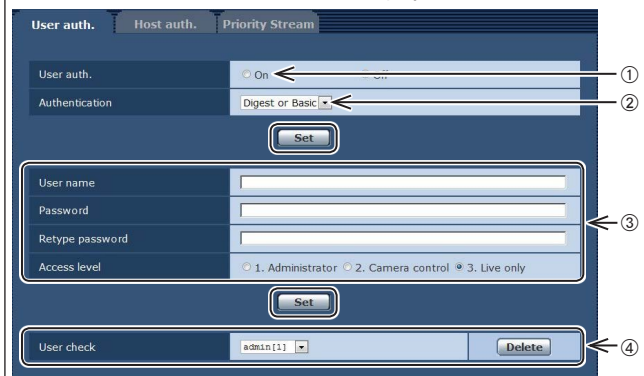 User auth. Host auth. Priority Stream
User auth. On Off ①
Authentication Digest or Basic ②
Set
User name
Password ③
Retype password
Access level 1. Administrator 2. Camera control 3. Live only
Set
User check admin[1] Delete ④